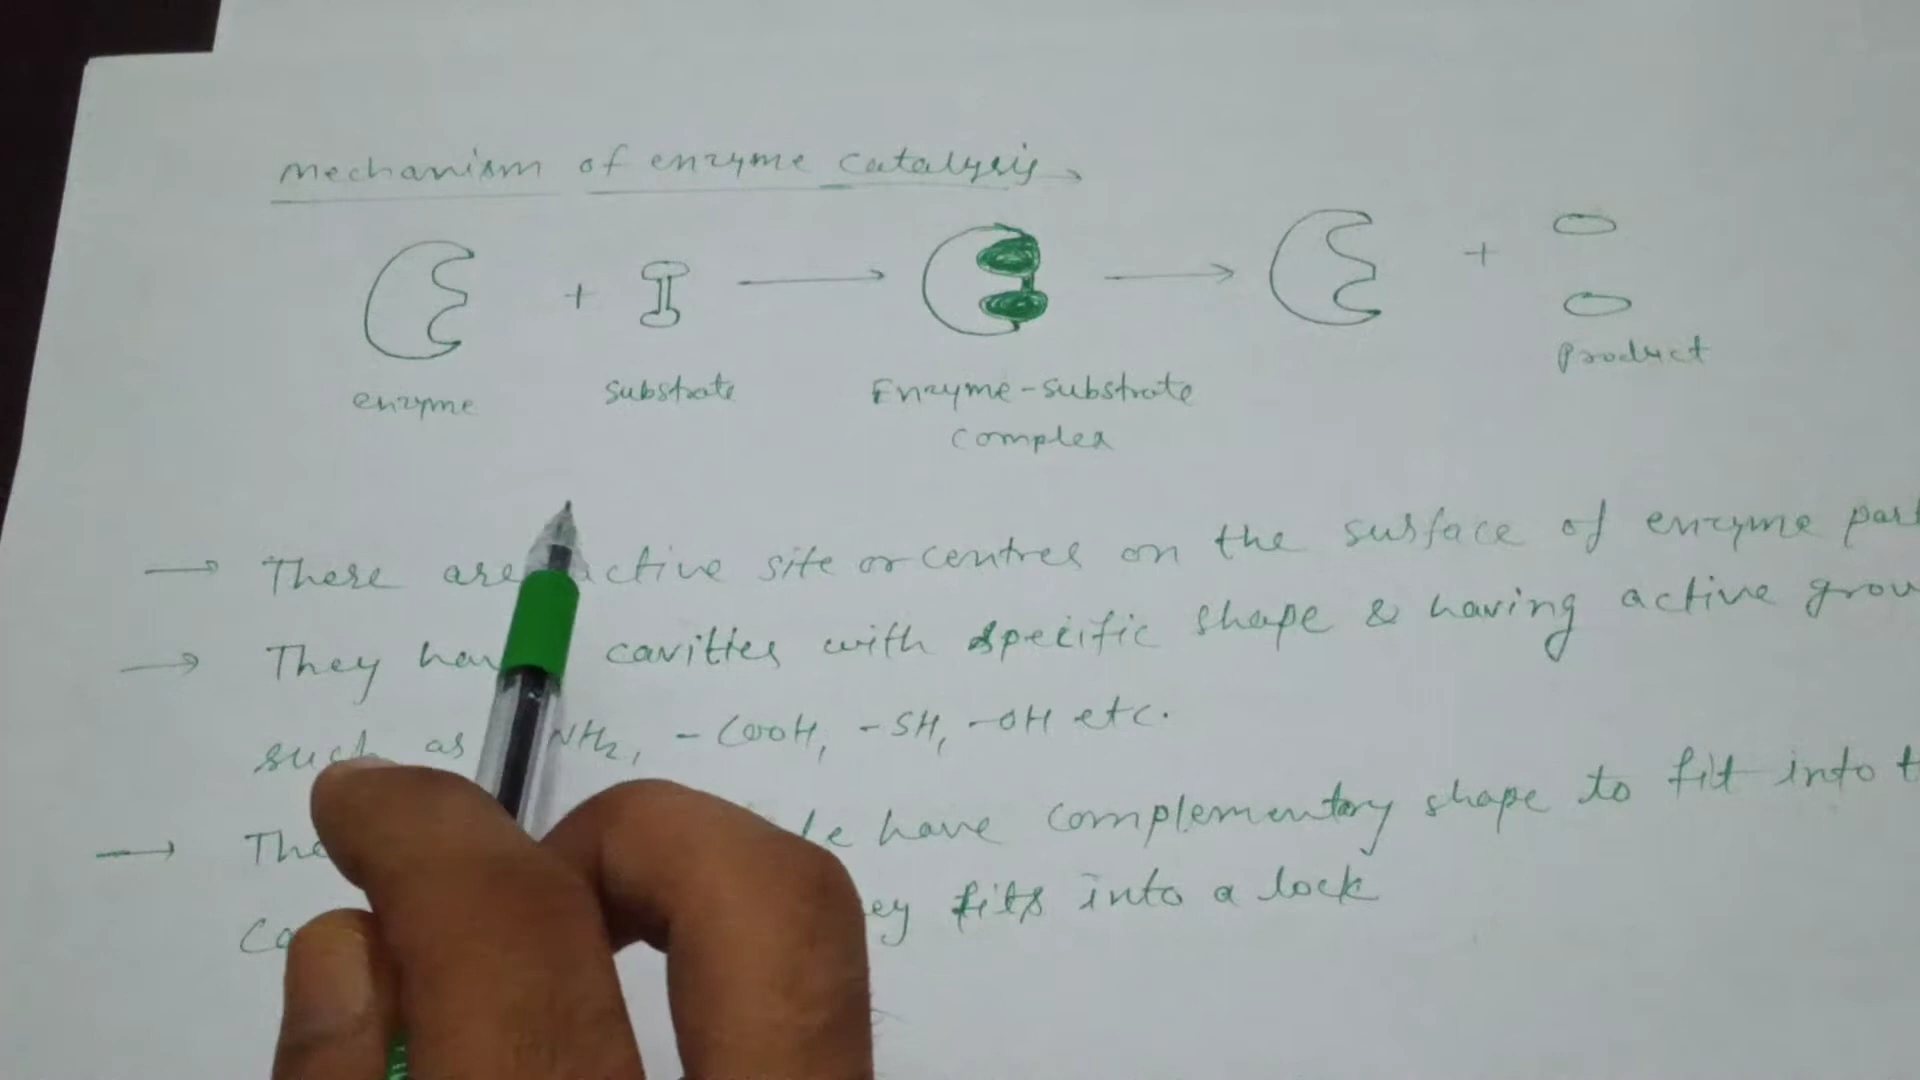 mechanism of enzyme catalysis
+ → → +
enzyme substrate Enzyme-substrate complex product
→ There are active site or centres on the surface of enzyme
→ They cavities with specific shape & having active
such as NH2, -COOH, -SH, -OH etc.
→ have complementary shape to fit into
fits into a lock